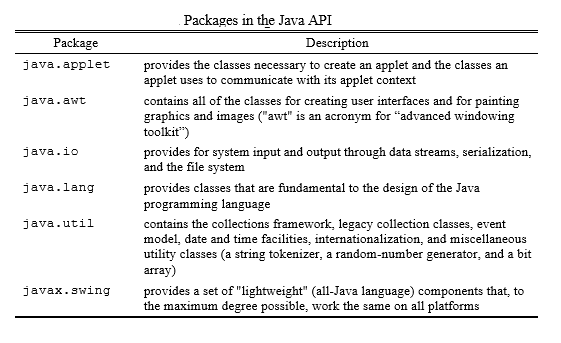 Packages in the Java API
Package Description
java.applet provides the classes necessary to create an applet and the classes an
applet uses to communicate with its applet context
java.awt contains all of the classes for creating user interfaces and for painting
graphics and images ("awt" is an acronym for “advanced windowing
toolkit”)
java.io provides for system input and output through data streams, serialization,
and the file system
java.lang provides classes that are fundamental to the design of the Java
programming language
java.util contains the collections framework, legacy collection classes, event
model, date and time facilities, internationalization, and miscellaneous
utility classes (a string tokenizer, a random-number generator, and a bit
array)
javax.swing provides a set of "lightweight" (all-Java language) components that, to
the maximum degree possible, work the same on all platforms